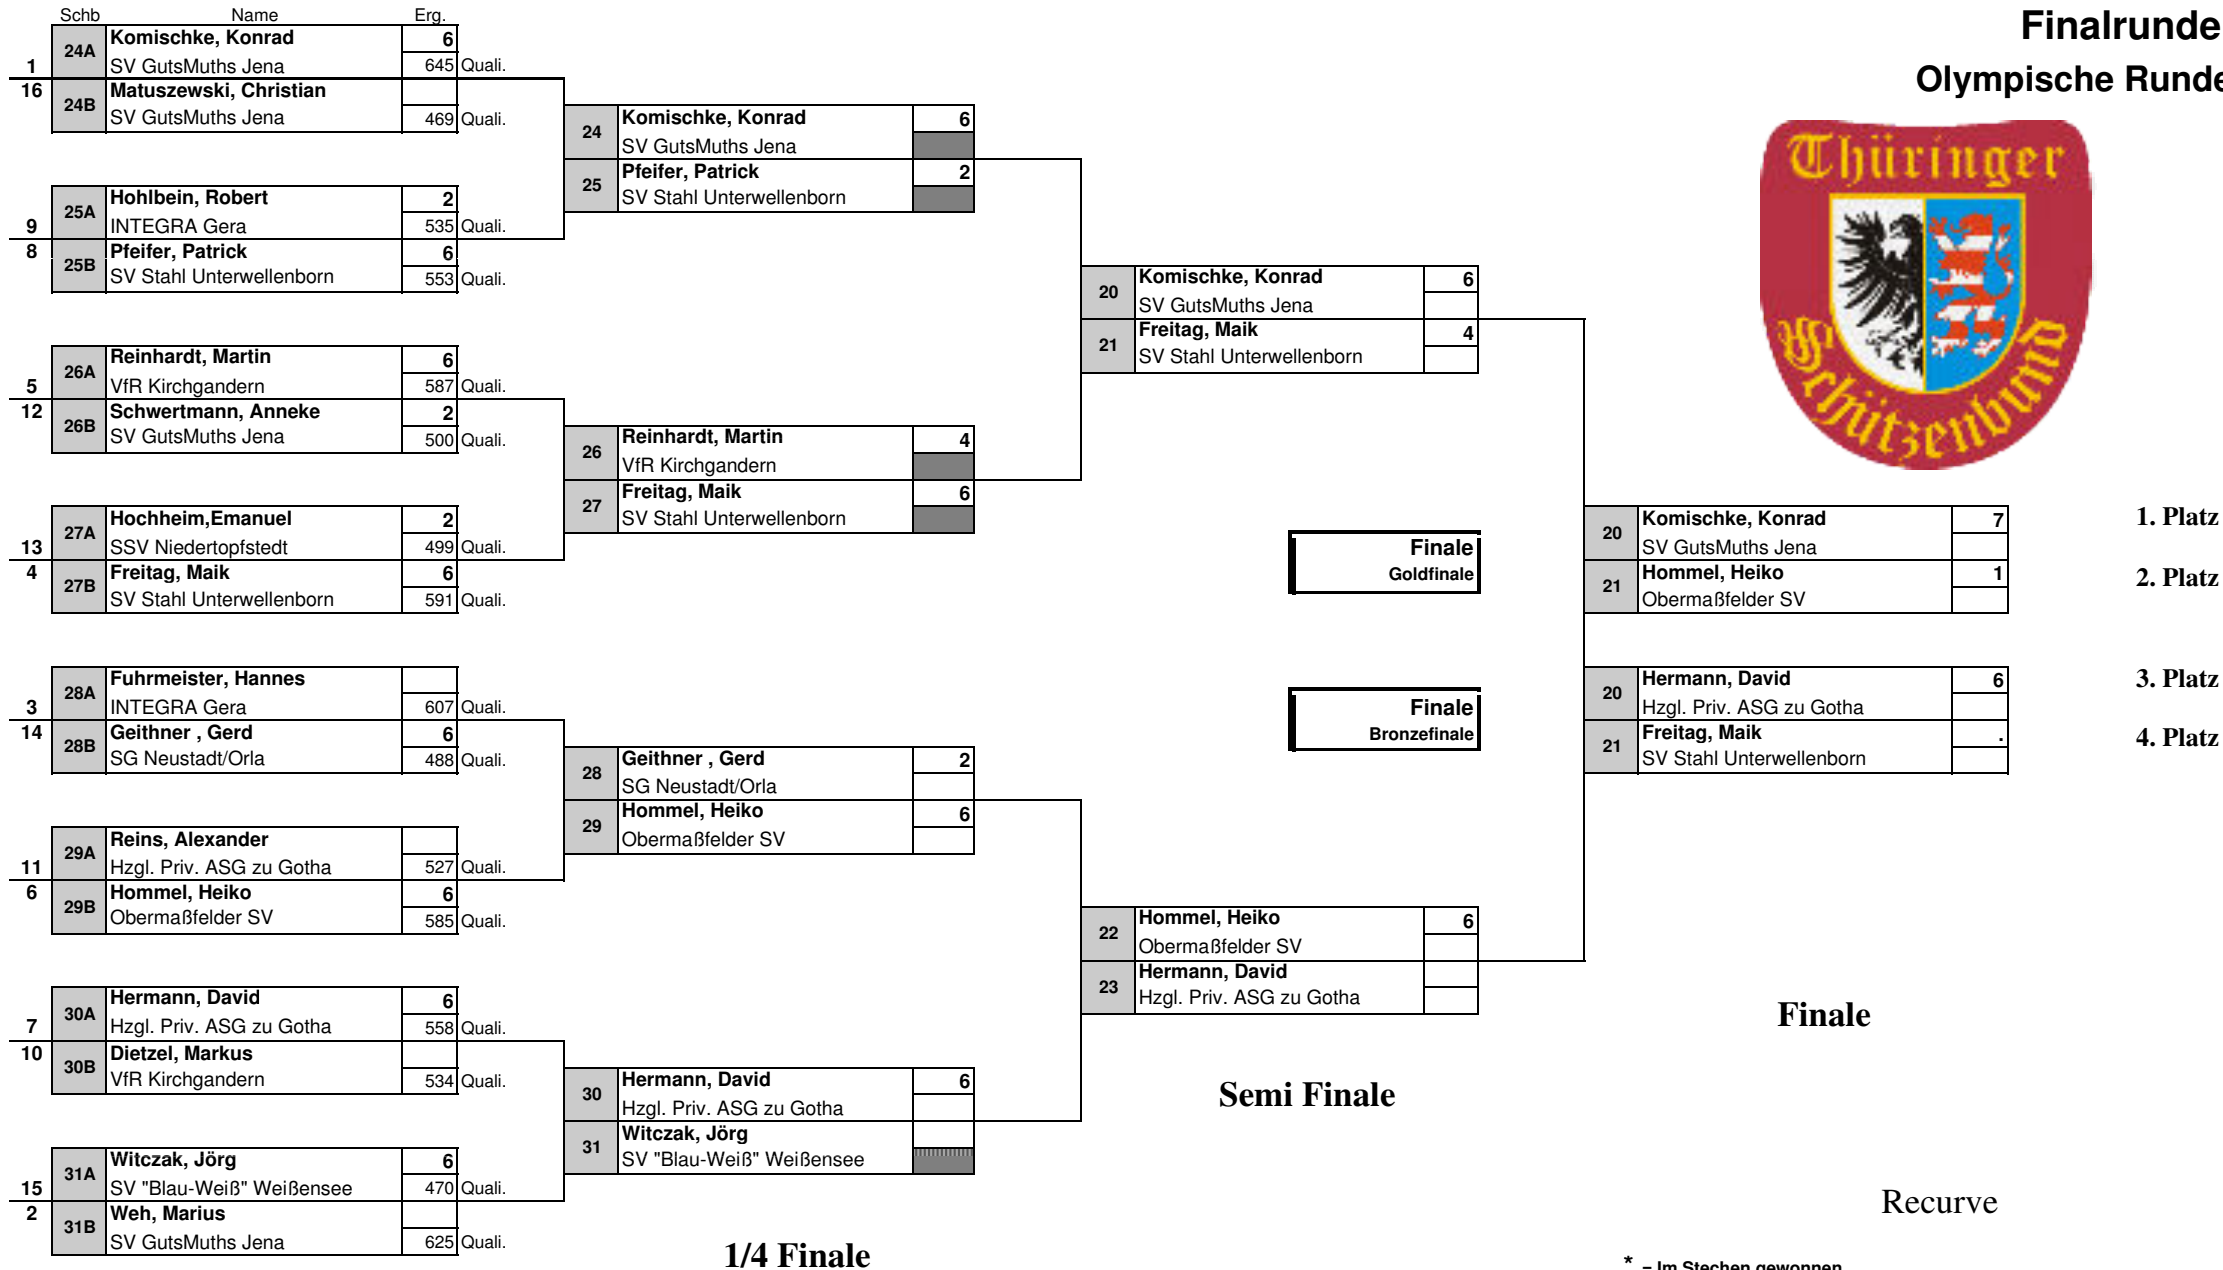 Schb Name Erg.
Finalrunde
Olympische Runde
24A Komischke, Konrad 6
1 SV GutsMuths Jena 645 Quali.
16 24B Matuszewski, Christian
SV GutsMuths Jena 469 Quali.
25A Hohlbein, Robert 2
9 INTEGRA Gera 535 Quali.
8 25B Pfeifer, Patrick 6
SV Stahl Unterwellenborn 553 Quali.
26A Reinhardt, Martin 6
5 VfR Kirchgandern 587 Quali.
12 26B Schwertmann, Anneke 2
SV GutsMuths Jena 500 Quali.
27A Hochheim,Emanuel 2
13 SSV Niedertopfstedt 499 Quali.
4 27B Freitag, Maik 6
SV Stahl Unterwellenborn 591 Quali.
28A Fuhrmeister, Hannes
3 INTEGRA Gera 607 Quali.
14 28B Geithner , Gerd 6
SG Neustadt/Orla 488 Quali.
29A Reins, Alexander
11 Hzgl. Priv. ASG zu Gotha 527 Quali.
6 29B Hommel, Heiko 6
Obermaßfelder SV 585 Quali.
30A Hermann, David 6
7 Hzgl. Priv. ASG zu Gotha 558 Quali.
10 30B Dietzel, Markus
VfR Kirchgandern 534 Quali.
31A Witczak, Jörg 6
15 SV "Blau-Weiß" Weißensee 470 Quali.
2 31B Weh, Marius
SV GutsMuths Jena 625 Quali.
24 Komischke, Konrad 6
SV GutsMuths Jena
25 Pfeifer, Patrick 2
SV Stahl Unterwellenborn
26 Reinhardt, Martin 4
VfR Kirchgandern
27 Freitag, Maik 6
SV Stahl Unterwellenborn
28 Geithner , Gerd 2
SG Neustadt/Orla
29 Hommel, Heiko 6
Obermaßfelder SV
30 Hermann, David 6
Hzgl. Priv. ASG zu Gotha
31 Witczak, Jörg
SV "Blau-Weiß" Weißensee
1/4 Finale
20 Komischke, Konrad 6
SV GutsMuths Jena
21 Freitag, Maik 4
SV Stahl Unterwellenborn
22 Hommel, Heiko 6
Obermaßfelder SV
23 Hermann, David
Hzgl. Priv. ASG zu Gotha
Semi Finale
Thüringer
Schützenbund
Finale
Goldfinale
20 Komischke, Konrad 7 1. Platz
SV GutsMuths Jena
21 Hommel, Heiko 1 2. Platz
Obermaßfelder SV
Finale
Bronzefinale
20 Hermann, David 6 3. Platz
Hzgl. Priv. ASG zu Gotha
21 Freitag, Maik . 4. Platz
SV Stahl Unterwellenborn
Finale
Recurve
* = Im Stechen gewonnen